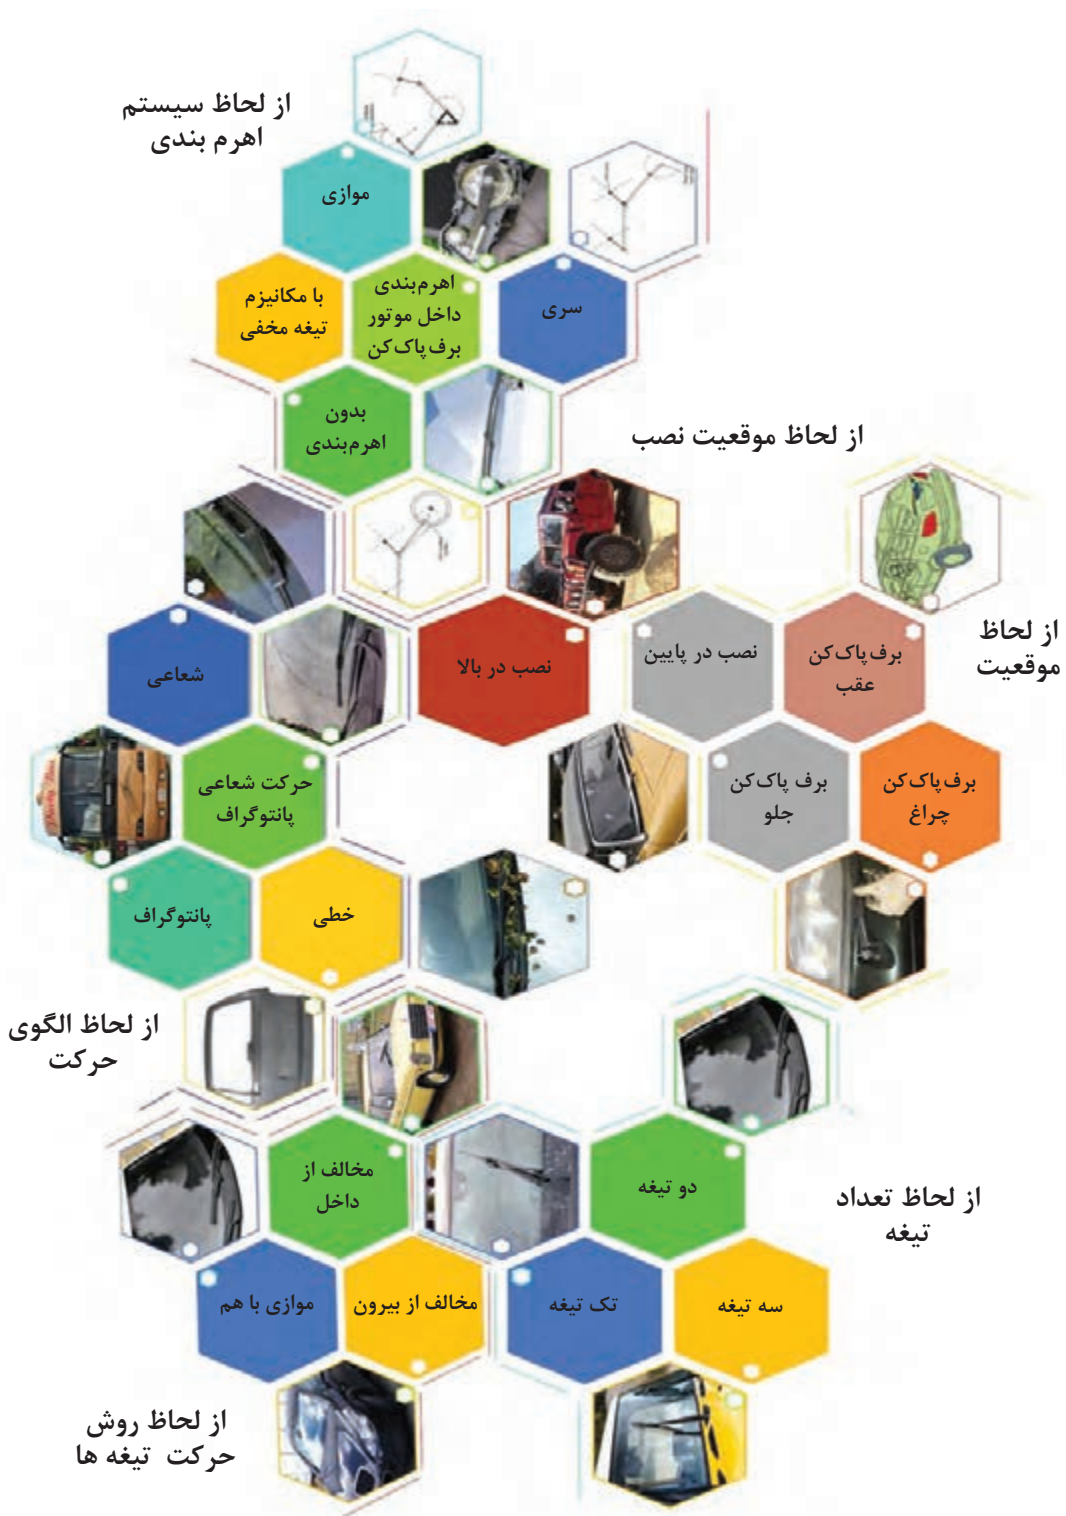 از لحاظ سیستم
اهرم بندی
موازی
با مکانیزم
تیغه مخفی
اهرم‌بندی
داخل موتور
برف پاک‌کن
سری
بدون
اهرم‌بندی
از لحاظ موقعیت نصب
از لحاظ
موقعیت
شعاعی
نصب در بالا
نصب در پایین
برف پاک‌کن
عقب
حرکت شعاعی
پانتوگراف
برف پاک‌کن
جلو
برف پاک‌کن
چراغ
پانتوگراف
خطی
از لحاظ الگوی
حرکت
مخالف از
داخل
دو تیغه
از لحاظ تعداد
تیغه
موازی با هم
مخالف از بیرون
تک تیغه
سه تیغه
از لحاظ روش
حرکت تیغه ها